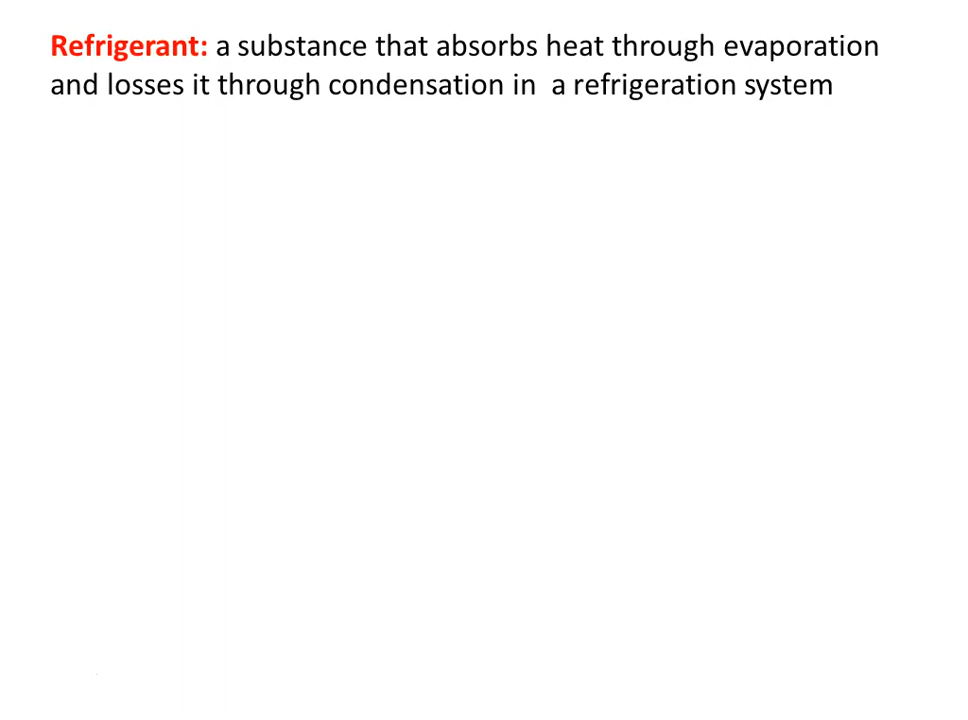 Refrigerant: a substance that absorbs heat through evaporation
and losses it through condensation in  a refrigeration system